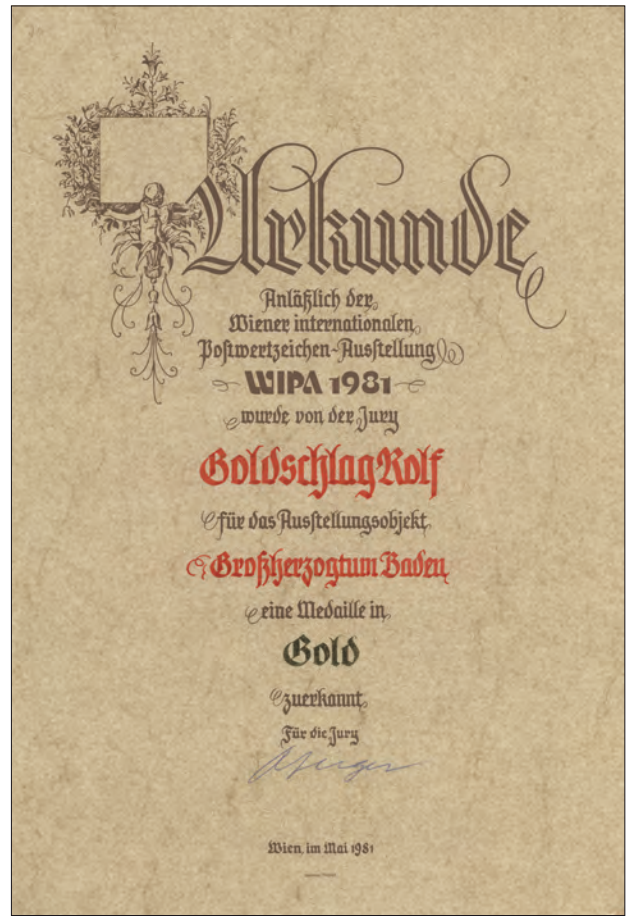 Urkunde
Anläßlich der
Wiener internationalen
Postwertzeichen-Ausstellung
WIPA 1981
wurde von der Jury
Goldschlag Rolf
für das Ausstellungsobjekt
Großherzogtum Baden
eine Medaille in
Gold
zuerkannt
Für die Jury
Wien, im Mai 1981